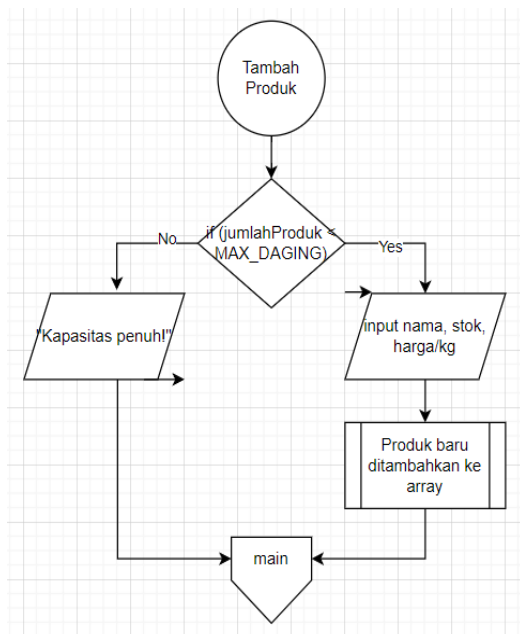 Tambah
Produk
if (jumlahProduk <
MAX_DAGING)
No
Yes
"Kapasitas penuh!"
input nama, stok,
harga/kg
Produk baru
ditambahkan ke
array
main